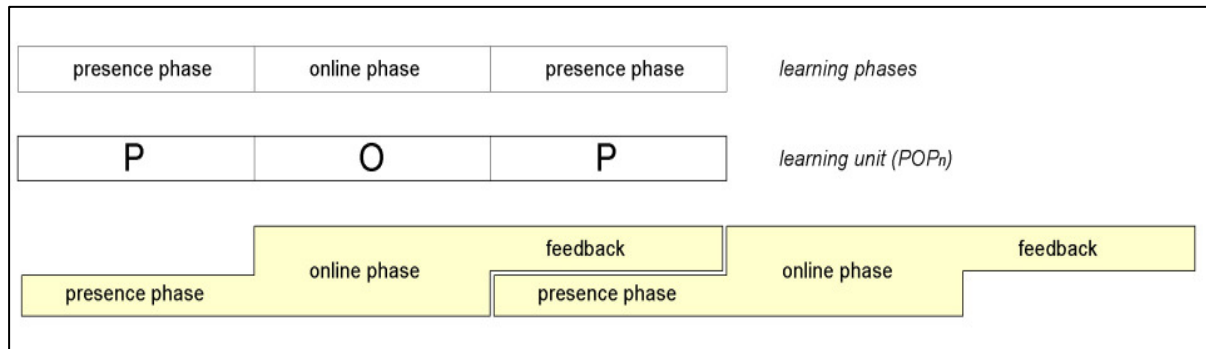 presence phase online phase presence phase learning phases
P O P learning unit (POPn)
feedback feedback
online phase online phase
presence phase presence phase